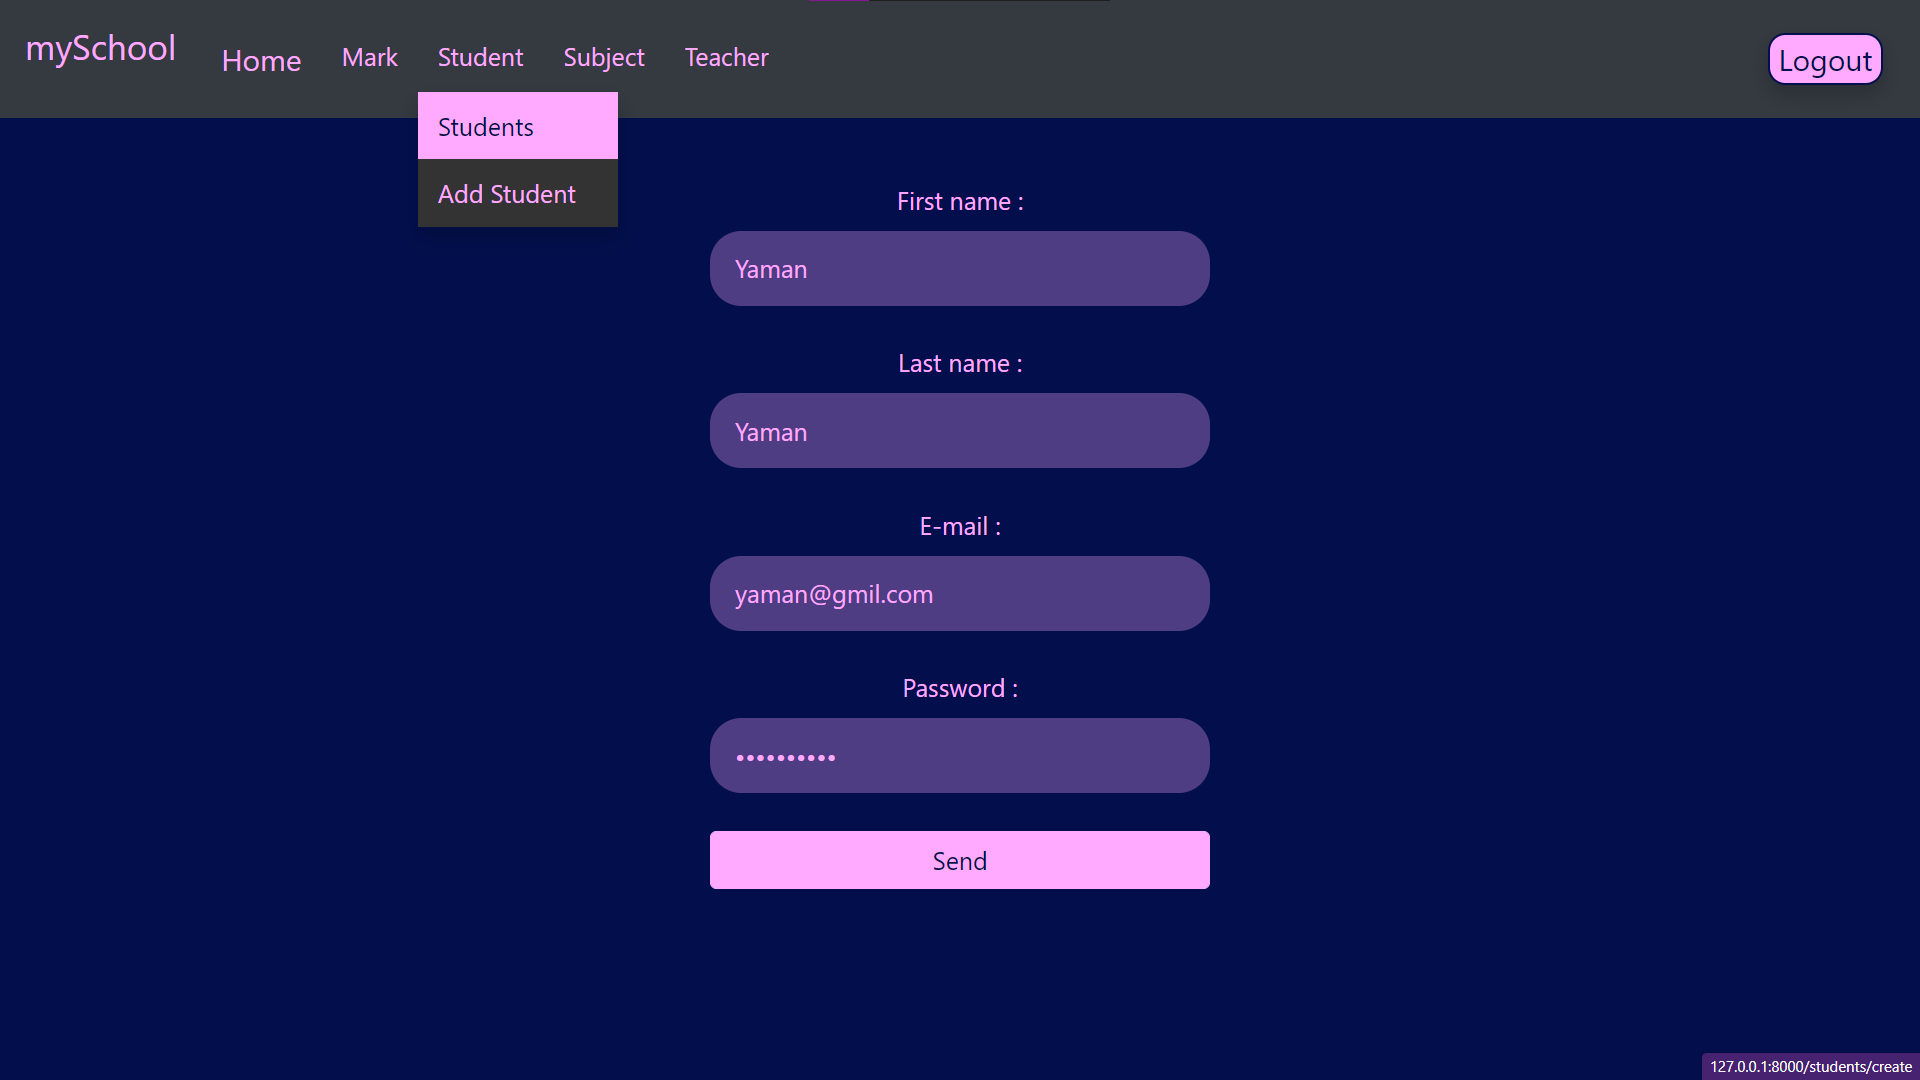 mySchool
Home
Mark
Student
Subject
Teacher
Logout
Students
Add Student
First name :
Yaman
Last name :
Yaman
E-mail :
yaman@gmil.com
Password :
••••••••••
Send
127.0.0.1:8000/students/create